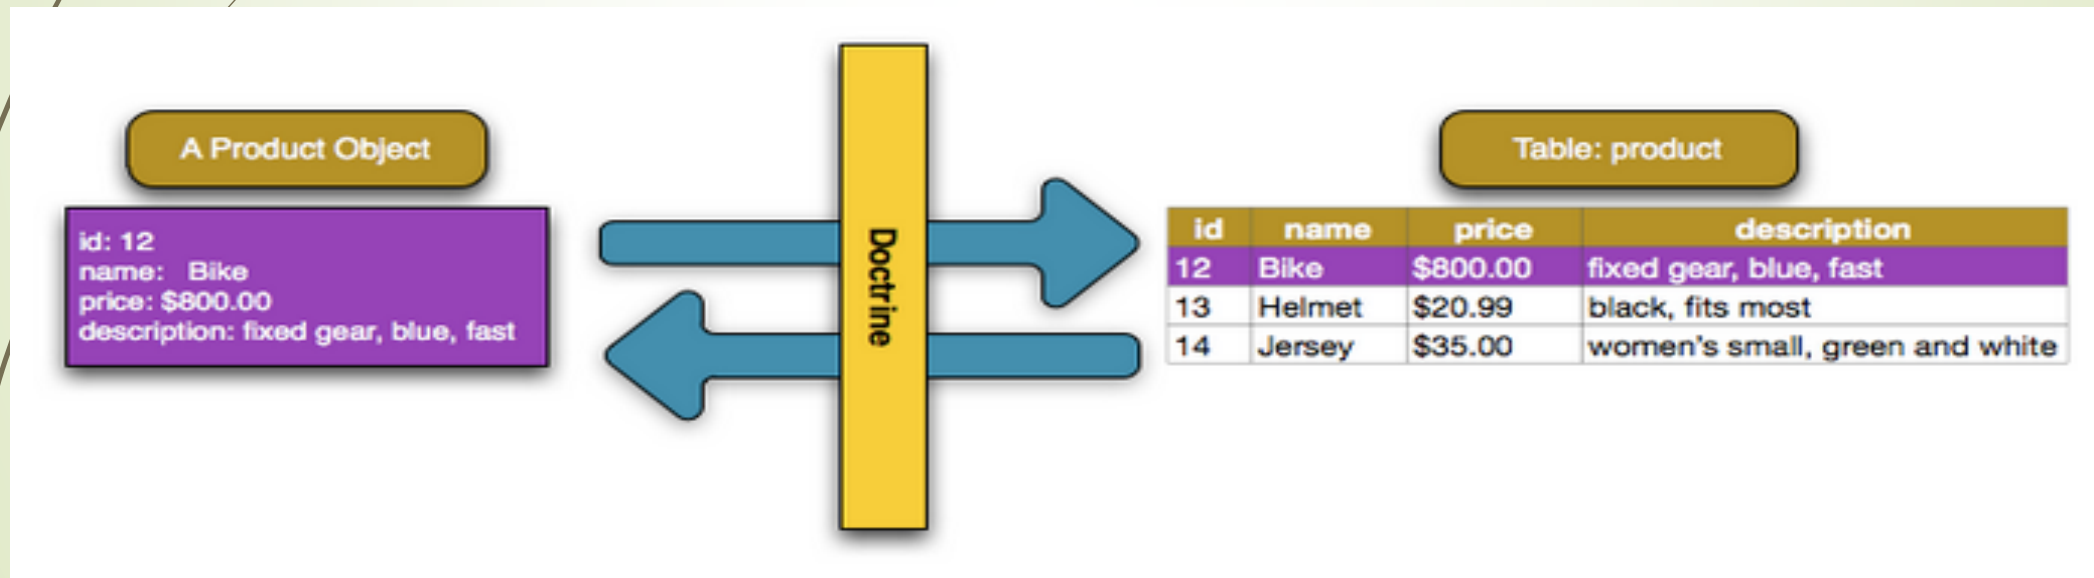 A Product Object
id: 12
name: Bike
price: $800.00
description: fixed gear, blue, fast
Doctrine
Table: product
id name price description
12 Bike $800.00 fixed gear, blue, fast
13 Helmet $20.99 black, fits most
14 Jersey $35.00 women's small, green and white